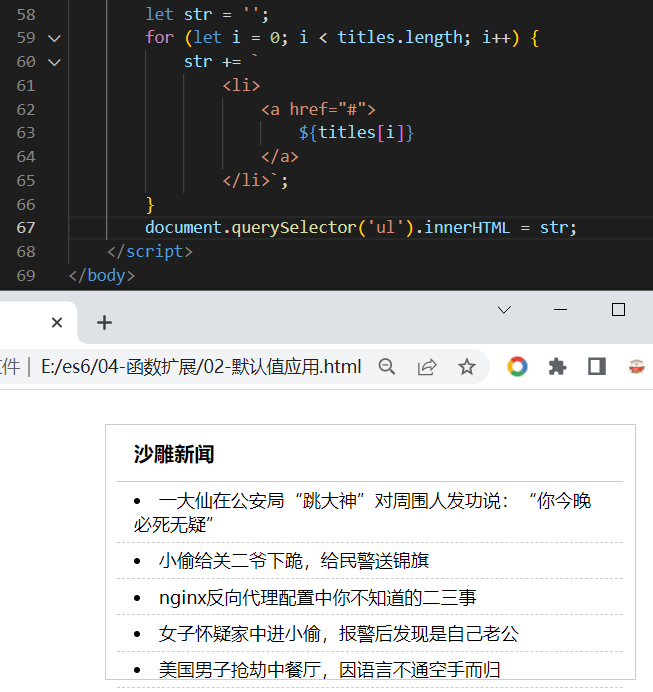 58 let str = '';
59 for (let i = 0; i < titles.length; i++) {
60 str += `
61 <li>
62 <a href="#">
63 ${titles[i]}
64 </a>
65 </li>`;
66 }
67 document.querySelector('ul').innerHTML = str;
68 </script>
69 </body>
件 | E:/es6/04-函数扩展/02-默认值应用.html
沙雕新闻
• 一大仙在公安局“跳大神”对周围人发功说：“你今晚
必死无疑”
• 小偷给关二爷下跪，给民警送锦旗
• nginx反向代理配置中你不知道的二三事
• 女子怀疑家中进小偷，报警后发现是自己老公
• 美国男子抢劫中餐厅，因语言不通空手而归